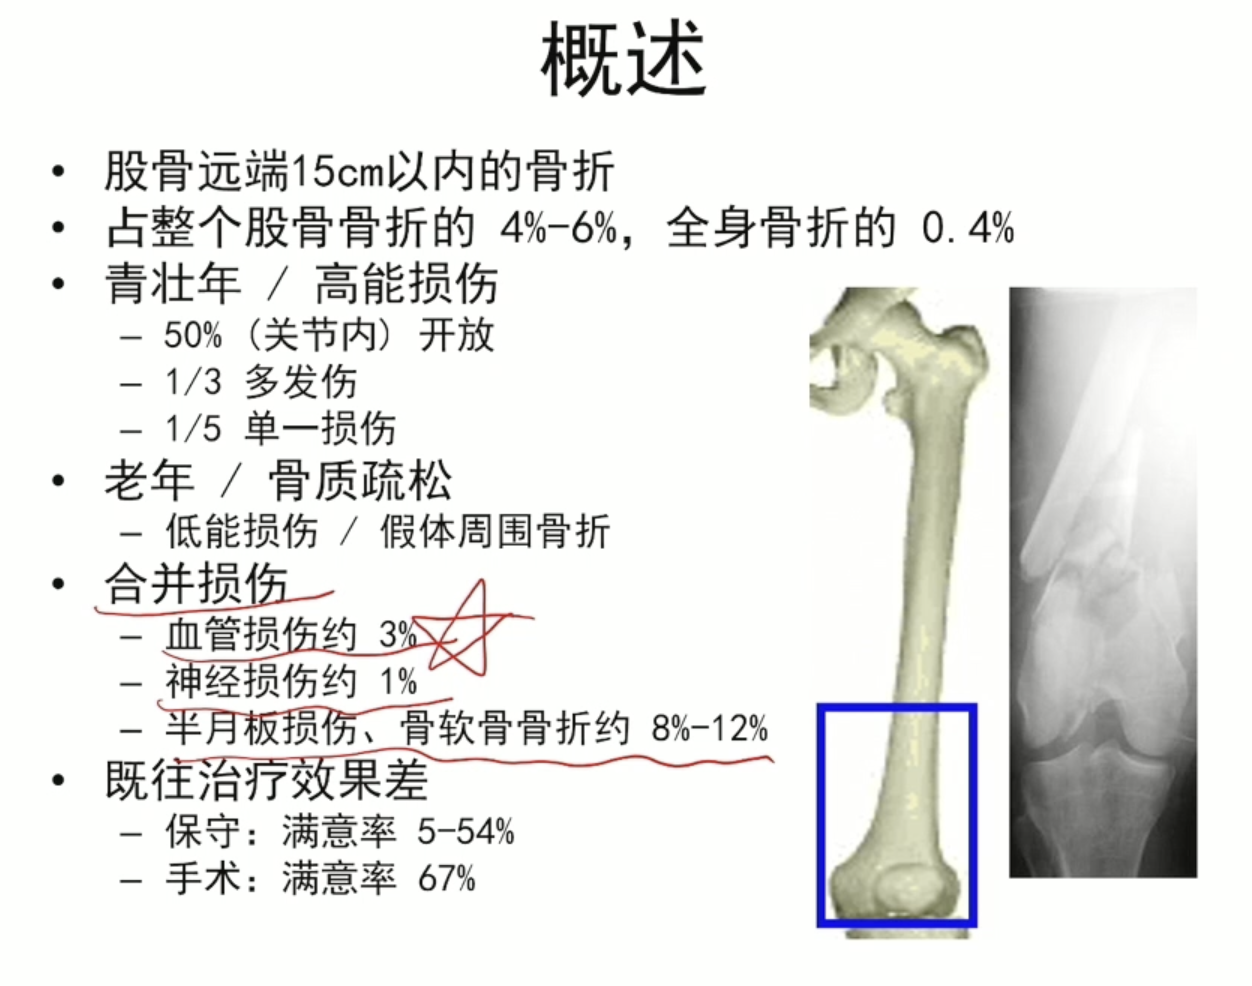 概述
• 股骨远端15cm以内的骨折
• 占整个股骨骨折的 4%-6%，全身骨折的 0.4%
• 青壮年 / 高能损伤
– 50% (关节内) 开放
– 1/3 多发伤
– 1/5 单一损伤
• 老年 / 骨质疏松
– 低能损伤 / 假体周围骨折
• 合并损伤
– 血管损伤约 3%
– 神经损伤约 1%
– 半月板损伤、骨软骨骨折约 8%-12%
• 既往治疗效果差
– 保守：满意率 5-54%
– 手术：满意率 67%